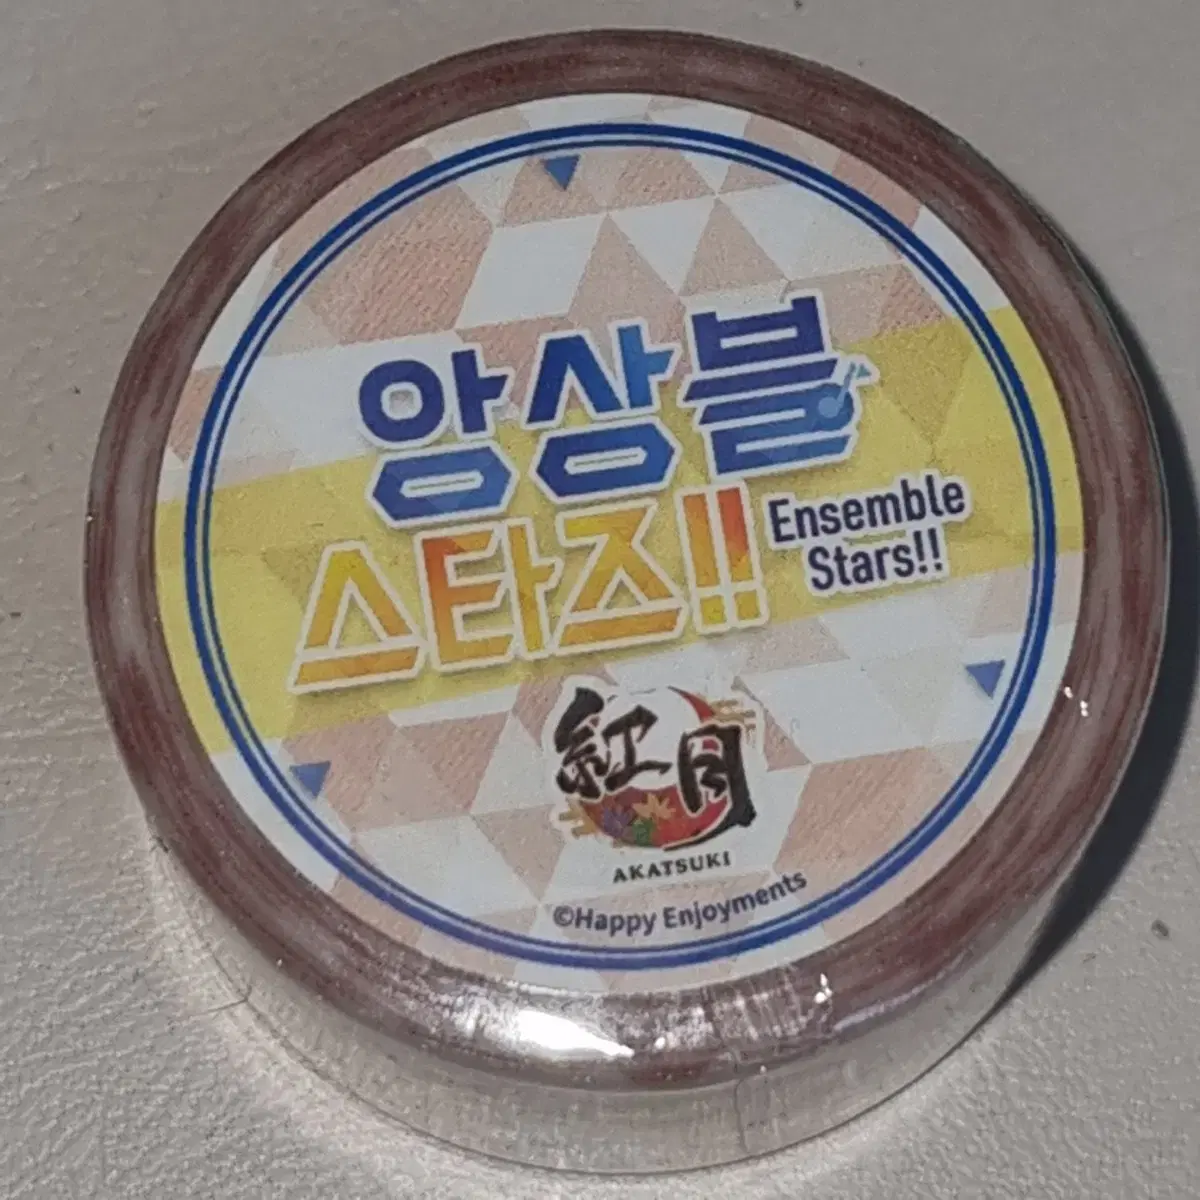 앙상블
스타즈!!
Ensemble
Stars!!
紅月
AKATSUKI
©Happy Enjoyments